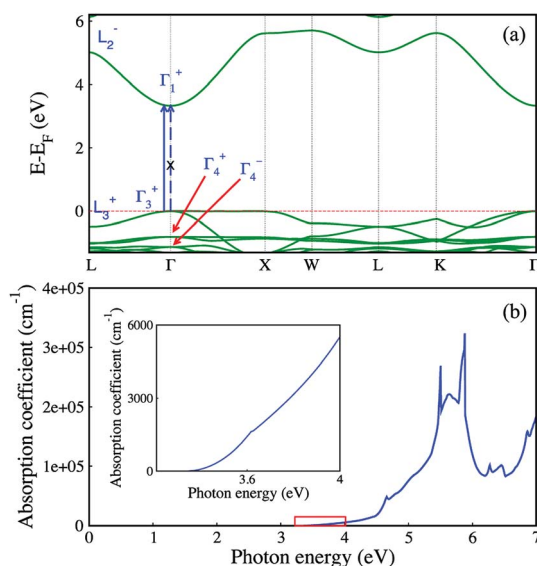 (a)
L₂⁻
Γ₁⁺
Γ₃⁺
L₃⁺
Γ₄⁺
Γ₄⁻
x
E-E_F (eV)
6
4
2
0
L Γ X W L K Γ
(b)
Absorption coefficient (cm⁻¹)
4e+05
3e+05
2e+05
1e+05
0
0 1 2 3 4 5 6 7
Photon energy (eV)
Absorption coefficient (cm⁻¹)
6000
3000
0
3.6 4
Photon energy (eV)